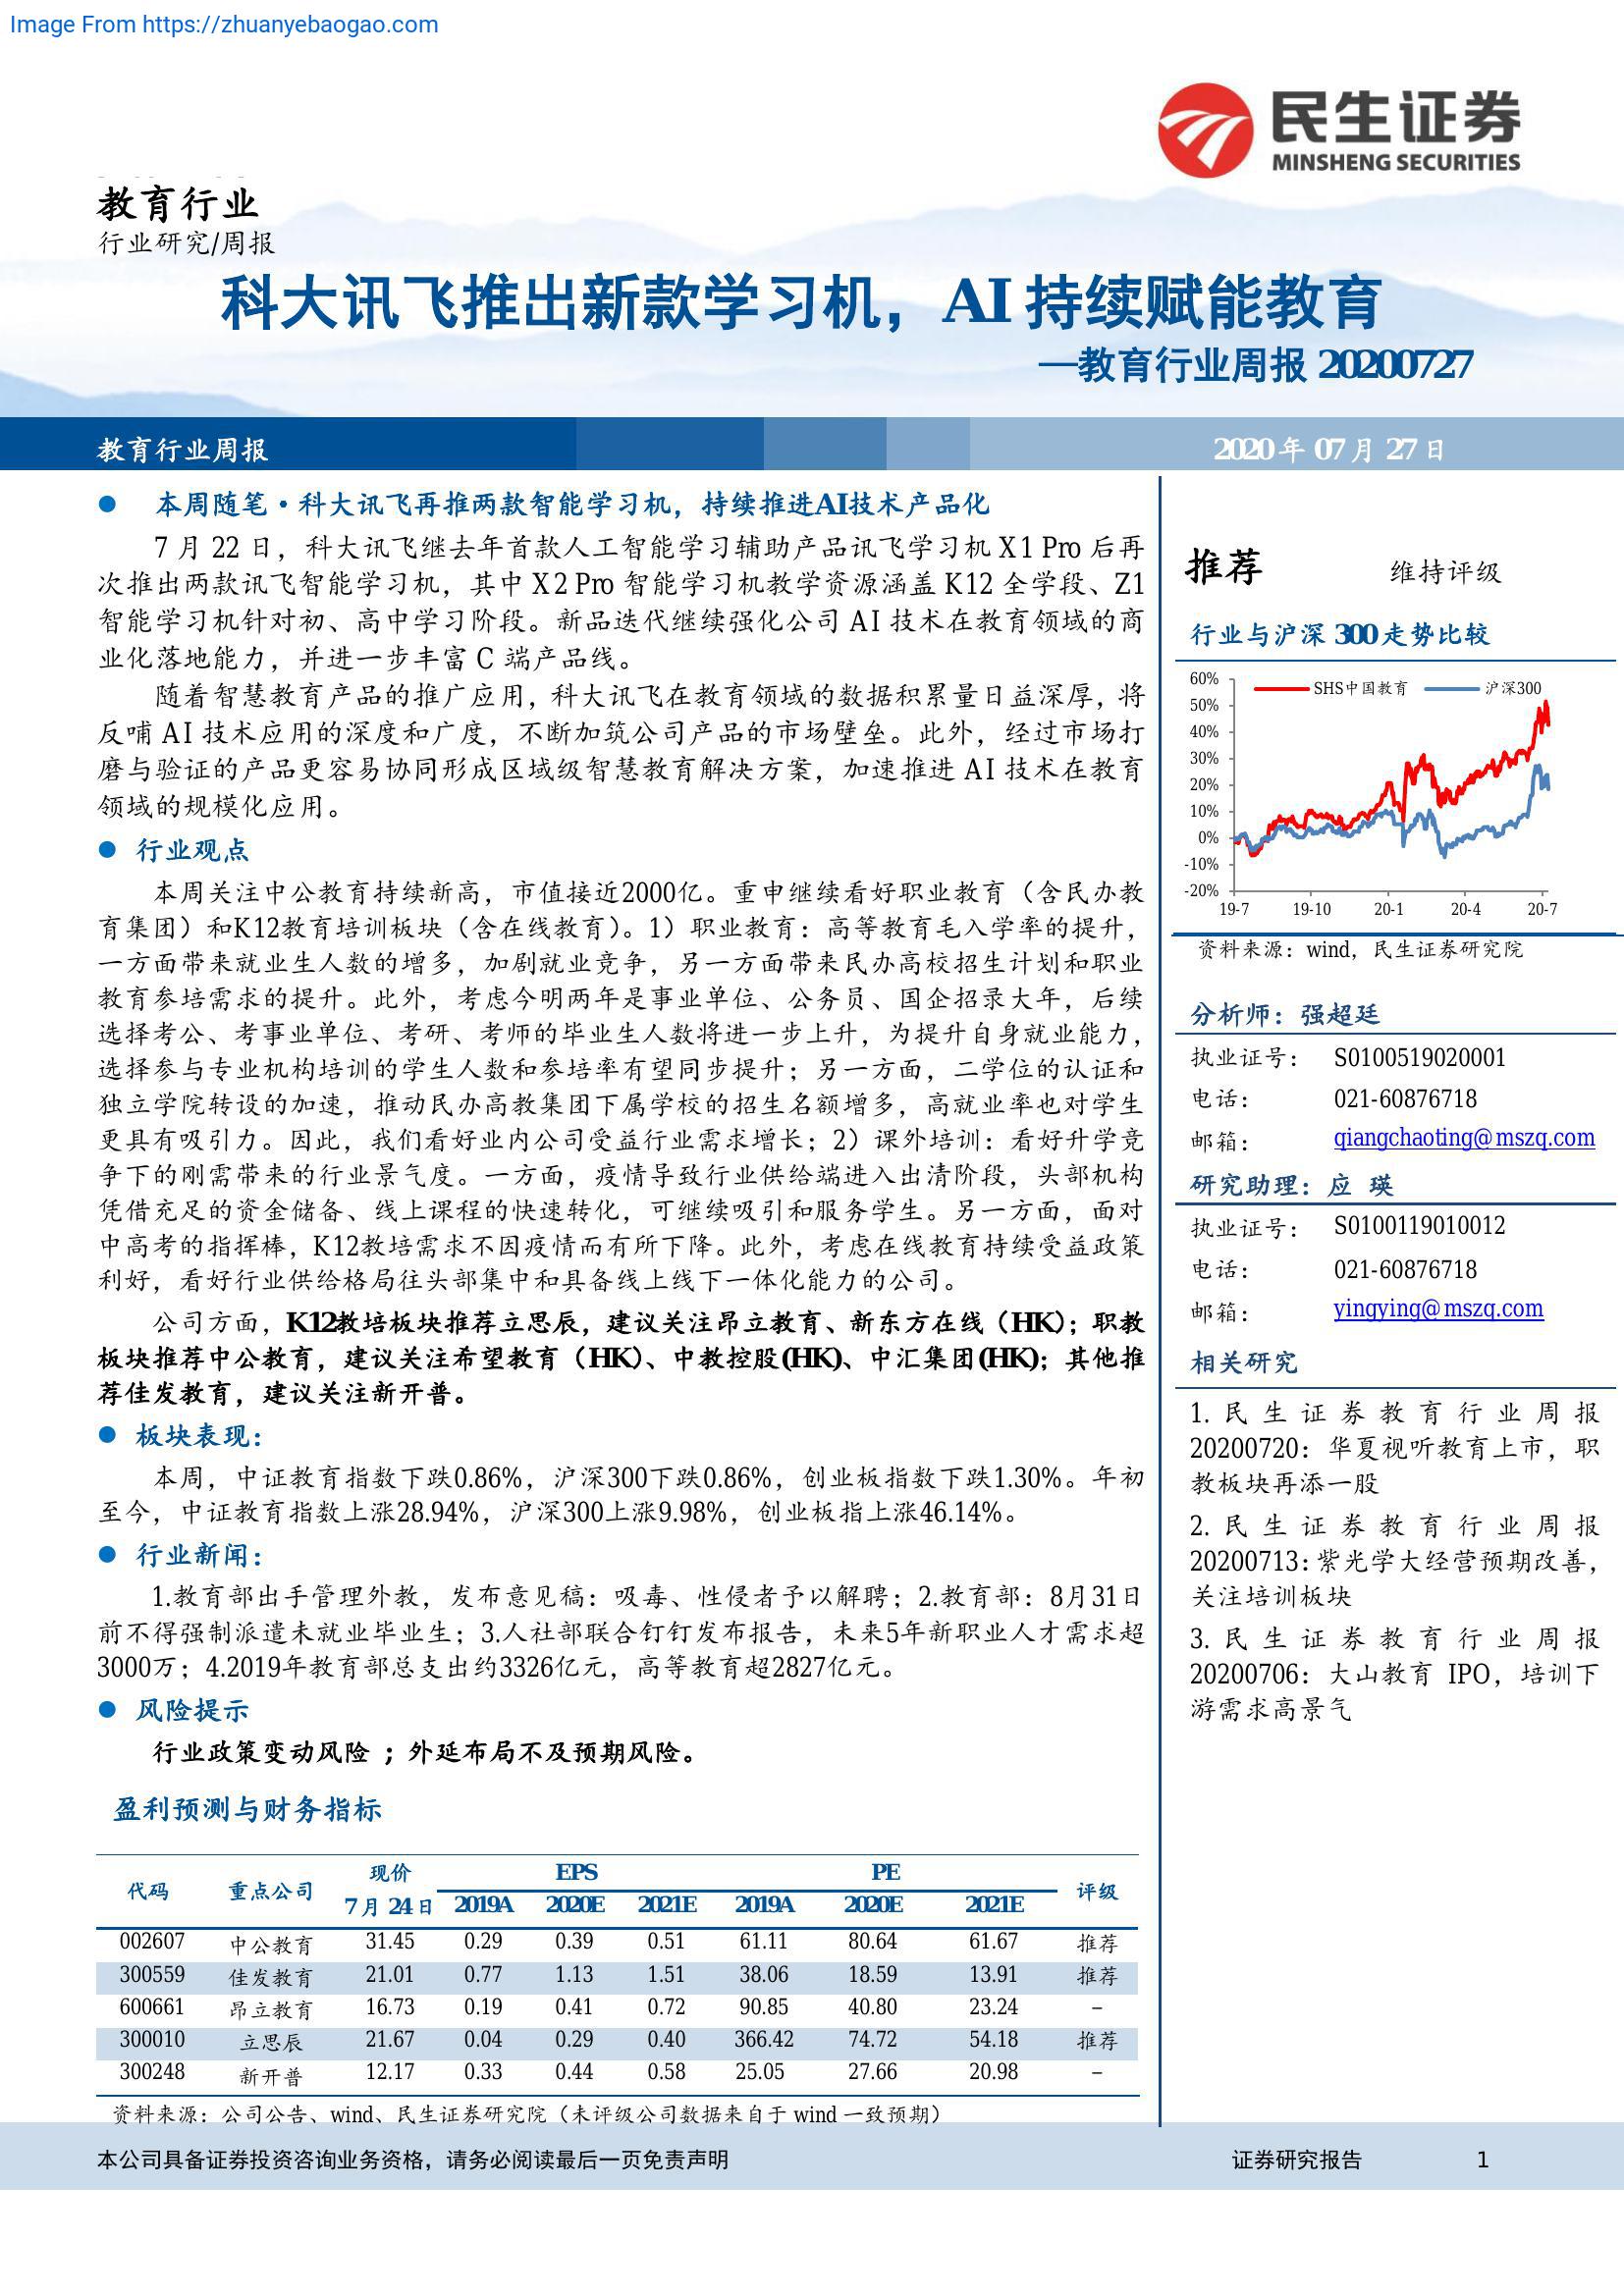 Image From https://zhuanyebaogao.com
民生证券
MINSHENG SECURITIES
教育行业
行业研究/周报
科大讯飞推出新款学习机，AI 持续赋能教育
—教育行业周报 20200727
教育行业周报
2020 年 07 月 27 日
● 本周随笔·科大讯飞再推两款智能学习机，持续推进AI技术产品化
7 月 22 日，科大讯飞继去年首款人工智能学习辅助产品讯飞学习机 X1 Pro 后再
次推出两款讯飞智能学习机，其中 X2 Pro 智能学习机教学资源涵盖 K12 全学段、Z1
智能学习机针对初、高中学习阶段。新品迭代继续强化公司 AI 技术在教育领域的商
业化落地能力，并进一步丰富 C 端产品线。
随着智慧教育产品的推广应用，科大讯飞在教育领域的数据积累量日益深厚，将
反哺 AI 技术应用的深度和广度，不断加筑公司产品的市场壁垒。此外，经过市场打
磨与验证的产品更容易协同形成区域级智慧教育解决方案，加速推进 AI 技术在教育
领域的规模化应用。
● 行业观点
本周关注中公教育持续新高，市值接近2000亿。重申继续看好职业教育（含民办教
育集团）和K12教育培训板块（含在线教育）。1）职业教育：高等教育毛入学率的提升，
一方面带来就业生人数的增多，加剧就业竞争，另一方面带来民办高校招生计划和职业
教育参培需求的提升。此外，考虑今明两年是事业单位、公务员、国企招录大年，后续
选择考公、考事业单位、考研、考师的毕业生人数将进一步上升，为提升自身就业能力，
选择参与专业机构培训的学生人数和参培率有望同步提升；另一方面，二学位的认证和
独立学院转设的加速，推动民办高教集团下属学校的招生名额增多，高就业率也对学生
更具有吸引力。因此，我们看好业内公司受益行业需求增长；2）课外培训：看好升学竞
争下的刚需带来的行业景气度。一方面，疫情导致行业供给端进入出清阶段，头部机构
凭借充足的资金储备、线上课程的快速转化，可继续吸引和服务学生。另一方面，面对
中高考的指挥棒，K12教培需求不因疫情而有所下降。此外，考虑在线教育持续受益政策
利好，看好行业供给格局往头部集中和具备线上线下一体化能力的公司。
公司方面，K12教培板块推荐立思辰，建议关注昂立教育、新东方在线（HK）；职教
板块推荐中公教育，建议关注希望教育（HK）、中教控股(HK)、中汇集团(HK)；其他推
荐佳发教育，建议关注新开普。
● 板块表现：
本周，中证教育指数下跌0.86%，沪深300下跌0.86%，创业板指数下跌1.30%。年初
至今，中证教育指数上涨28.94%，沪深300上涨9.98%，创业板指上涨46.14%。
● 行业新闻：
1.教育部出手管理外教，发布意见稿：吸毒、性侵者予以解聘；2.教育部：8月31日
前不得强制派遣未就业毕业生；3.人社部联合钉钉发布报告，未来5年新职业人才需求超
3000万；4.2019年教育部总支出约3326亿元，高等教育超2827亿元。
● 风险提示
行业政策变动风险 ；外延布局不及预期风险。
盈利预测与财务指标
代码 重点公司 现价 EPS PE 评级
7 月 24 日 2019A 2020E 2021E 2019A 2020E 2021E
002607 中公教育 31.45 0.29 0.39 0.51 61.11 80.64 61.67 推荐
300559 佳发教育 21.01 0.77 1.13 1.51 38.06 18.59 13.91 推荐
600661 昂立教育 16.73 0.19 0.41 0.72 90.85 40.80 23.24 –
300010 立思辰 21.67 0.04 0.29 0.40 366.42 74.72 54.18 推荐
300248 新开普 12.17 0.33 0.44 0.58 25.05 27.66 20.98 –
资料来源：公司公告、wind、民生证券研究院（未评级公司数据来自于 wind 一致预期）
推荐 维持评级
行业与沪深 300走势比较
SHS中国教育 沪深300
60%
50%
40%
30%
20%
10%
0%
-10%
-20%
19-7 19-10 20-1 20-4 20-7
资料来源：wind，民生证券研究院
分析师：强超廷
执业证号： S0100519020001
电话： 021-60876718
邮箱： qiangchaoting@mszq.com
研究助理：应 瑛
执业证号： S0100119010012
电话： 021-60876718
邮箱： yingying@mszq.com
相关研究
1. 民生证券教育行业周报
20200720：华夏视听教育上市，职
教板块再添一股
2. 民生证券教育行业周报
20200713：紫光学大经营预期改善，
关注培训板块
3. 民生证券教育行业周报
20200706：大山教育 IPO，培训下
游需求高景气
本公司具备证券投资咨询业务资格，请务必阅读最后一页免责声明
证券研究报告 1